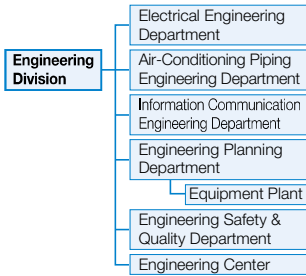 Electrical Engineering
Department
Engineering
Division
Air-Conditioning Piping
Engineering Department
Information Communication
Engineering Department
Engineering Planning
Department
Equipment Plant
Engineering Safety &
Quality Department
Engineering Center